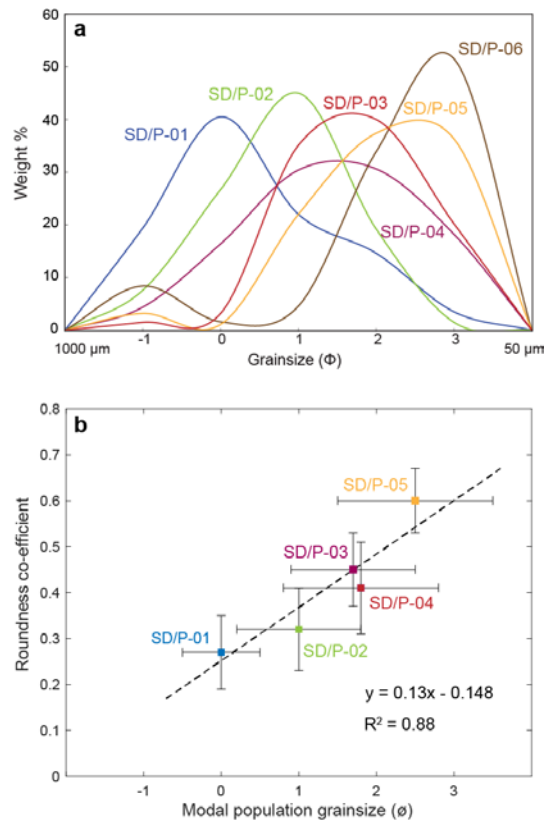 a
60
50
40
30
20
10
0
Weight %
SD/P-01
SD/P-02
SD/P-03
SD/P-04
SD/P-05
SD/P-06
1000 µm
-1
0
1
2
3
50 µm
Grainsize (Φ)
b
0.8
0.7
0.6
0.5
0.4
0.3
0.2
0.1
0
Roundness co-efficient
SD/P-05
SD/P-03
SD/P-04
SD/P-01
SD/P-02
y = 0.13x - 0.148
R² = 0.88
-1
0
1
2
3
Modal population grainsize (ø)